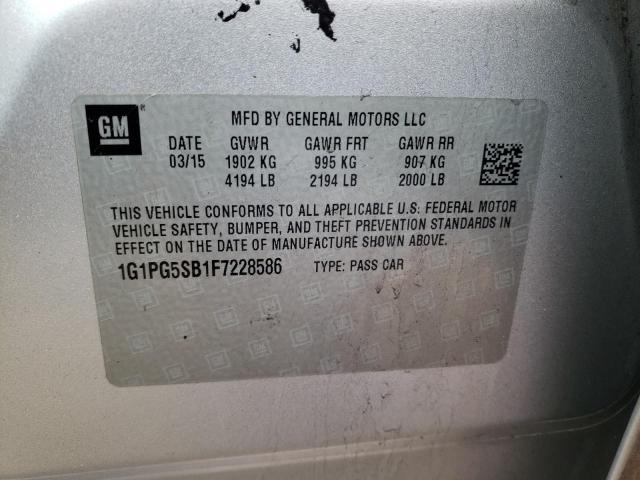 GM ®
MFD BY GENERAL MOTORS LLC
DATE GVWR GAWR FRT GAWR RR
03/15 1902 KG 995 KG 907 KG
4194 LB 2194 LB 2000 LB
THIS VEHICLE CONFORMS TO ALL APPLICABLE U.S. FEDERAL MOTOR
VEHICLE SAFETY, BUMPER, AND THEFT PREVENTION STANDARDS IN
EFFECT ON THE DATE OF MANUFACTURE SHOWN ABOVE.
1G1PG5SB1F7228586 TYPE: PASS CAR